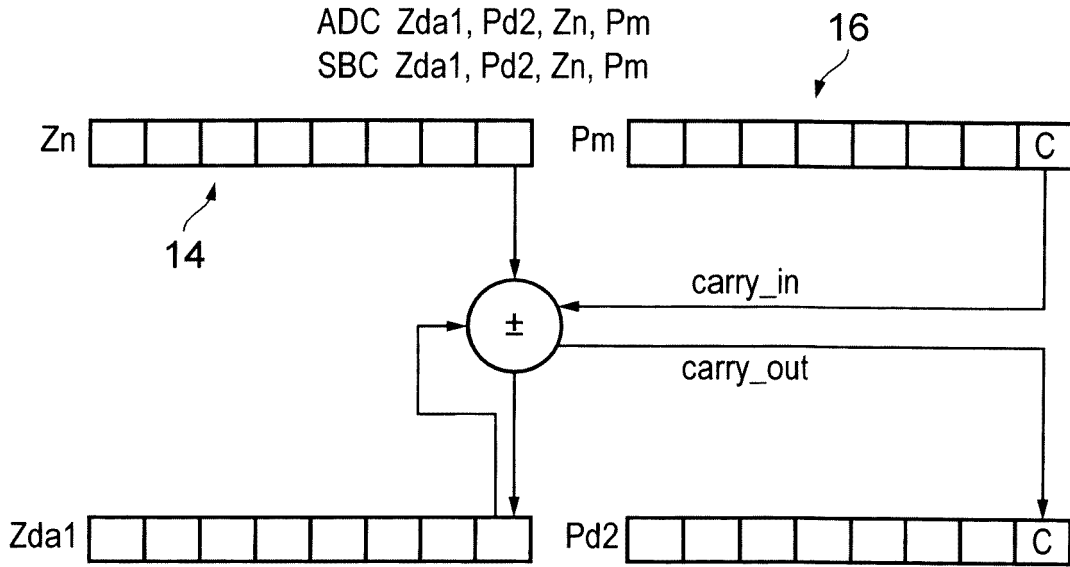 ADC Zda1, Pd2, Zn, Pm
SBC Zda1, Pd2, Zn, Pm
16
Zn
Pm
C
14
carry_in
±
carry_out
Zda1
Pd2
C